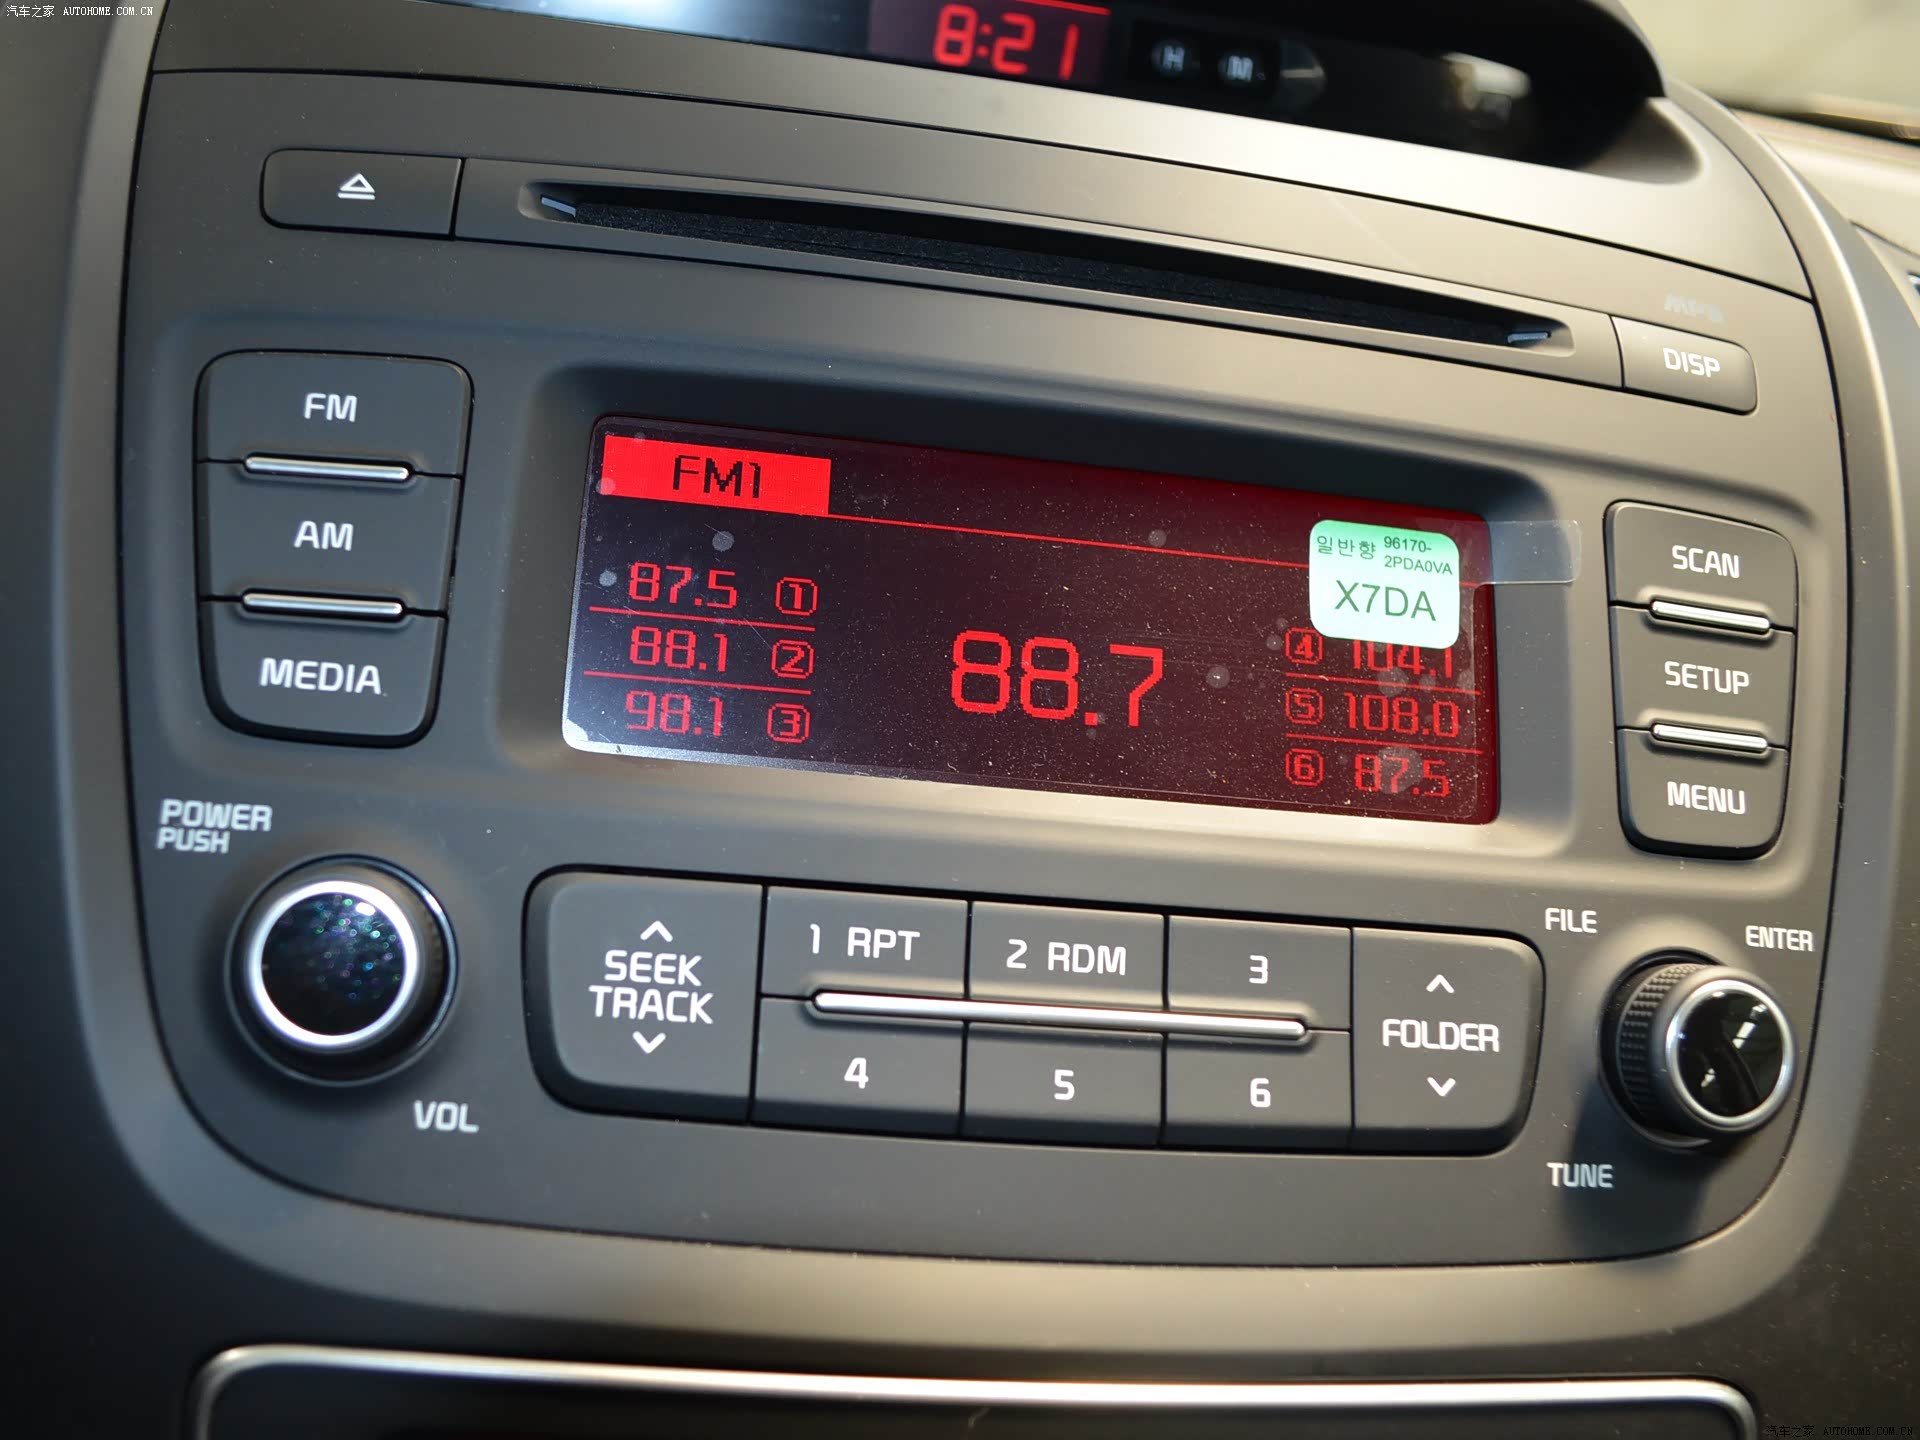 汽车之家 AUTOHOME.COM.CN
8:21
H M
MP3
DISP
FM
AM
MEDIA
FM1
87.5 ①
88.1 ②
98.1 ③
88.7
④ 104.1
⑤ 108.0
⑥ 87.5
일반향 96170-
2PDA0VA
X7DA
SCAN
SETUP
MENU
POWER
PUSH
VOL
SEEK
TRACK
1 RPT
2 RDM
3
4
5
6
FOLDER
FILE
ENTER
TUNE
汽车之家 AUTOHOME.COM.CN